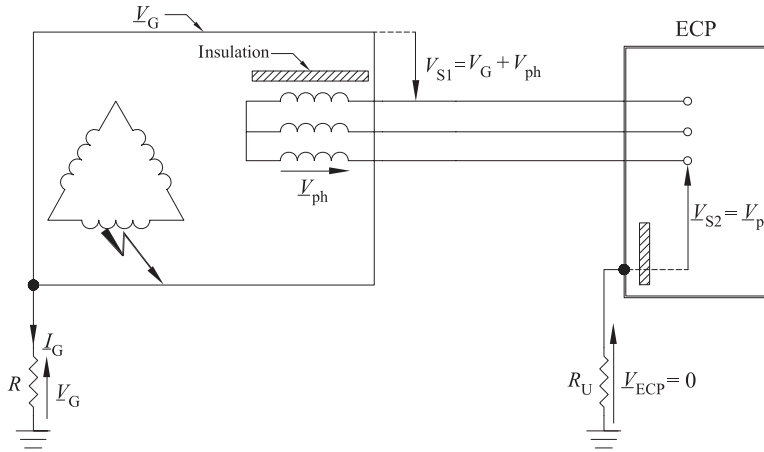 V_G
ECP
Insulation
V_S1 = V_G + V_ph
V_ph
V_S2 = V_p
I_G
R
V_G
R_U
V_ECP = 0